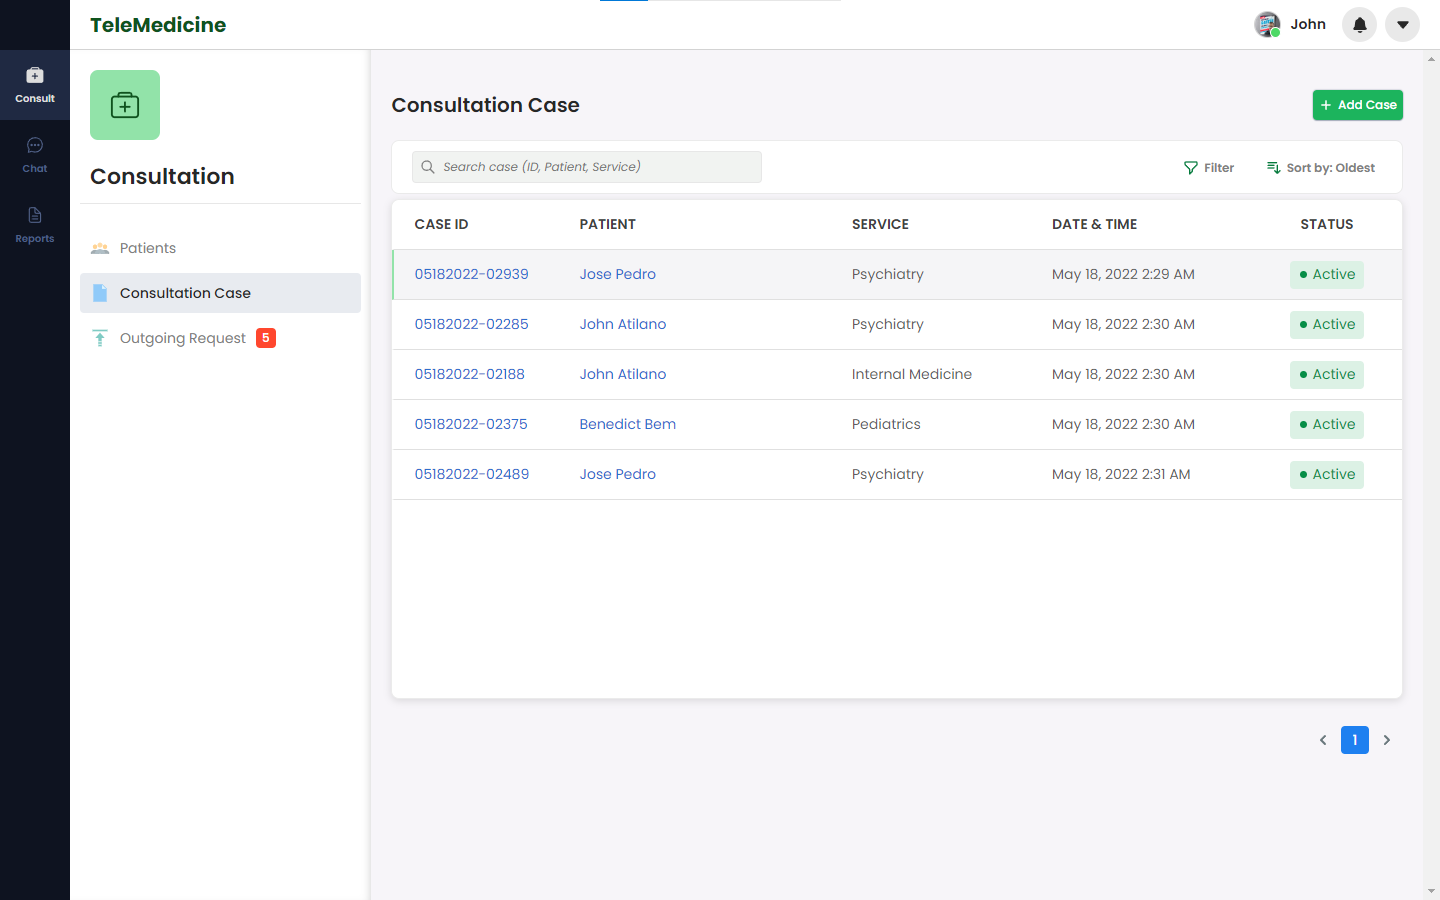 TeleMedicine
John
Consult
Chat
Reports
Consultation
Patients
Consultation Case
Outgoing Request 5
Consultation Case
+ Add Case
Search case (ID, Patient, Service)
Filter
Sort by: Oldest
CASE ID PATIENT SERVICE DATE & TIME STATUS
05182022-02939 Jose Pedro Psychiatry May 18, 2022 2:29 AM Active
05182022-02285 John Atilano Psychiatry May 18, 2022 2:30 AM Active
05182022-02188 John Atilano Internal Medicine May 18, 2022 2:30 AM Active
05182022-02375 Benedict Bem Pediatrics May 18, 2022 2:30 AM Active
05182022-02489 Jose Pedro Psychiatry May 18, 2022 2:31 AM Active
1